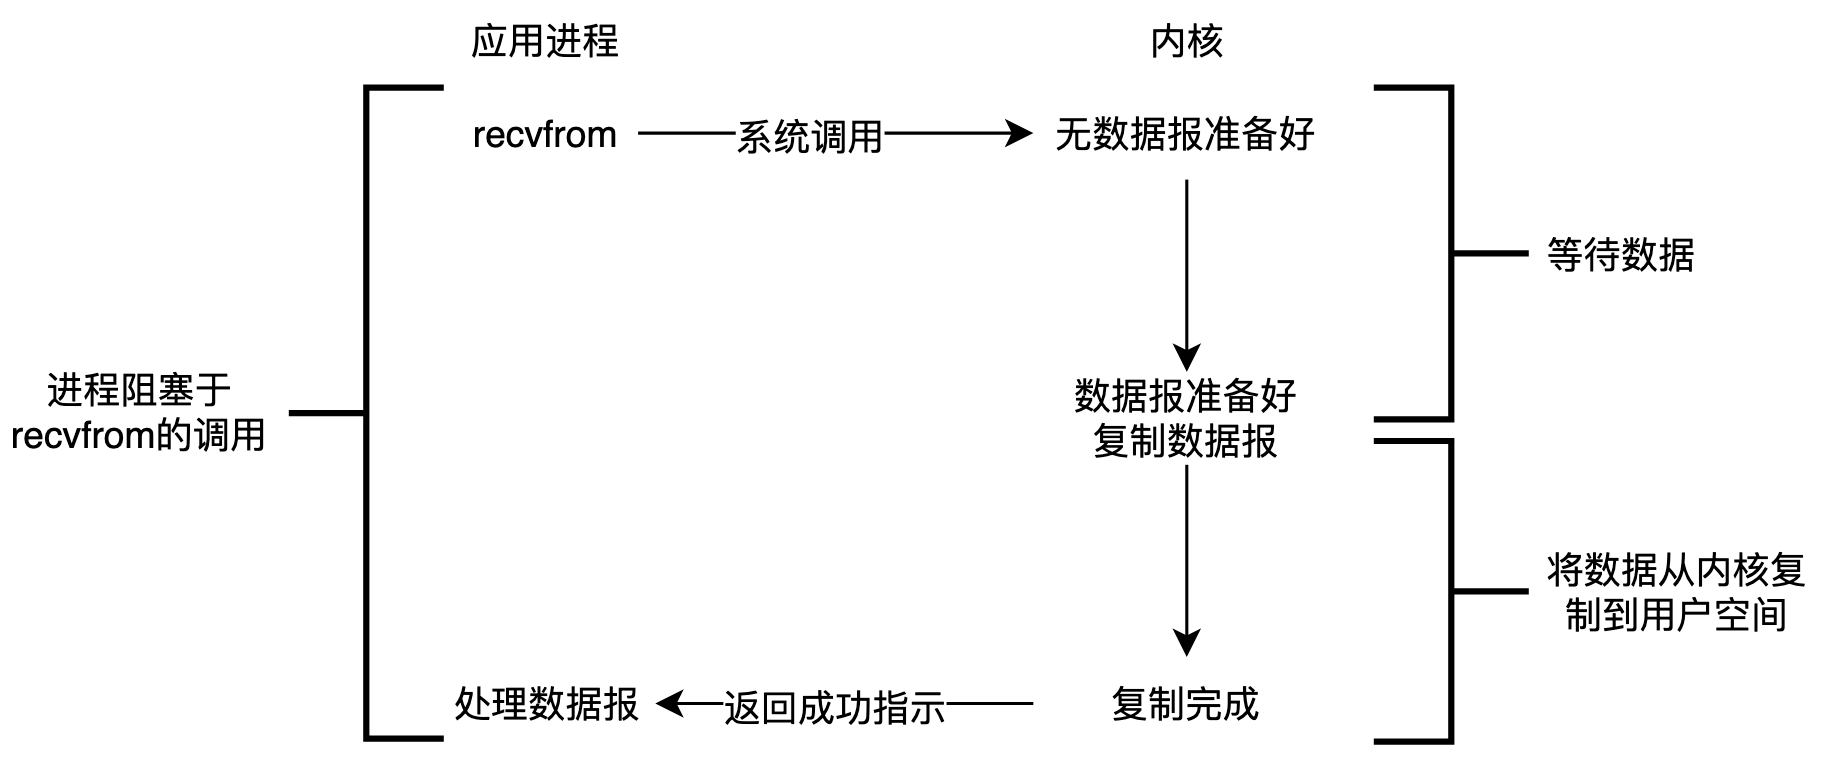 应用进程
内核
recvfrom
系统调用
无数据报准备好
等待数据
进程阻塞于
recvfrom的调用
数据报准备好
复制数据报
将数据从内核复
制到用户空间
处理数据报
返回成功指示
复制完成